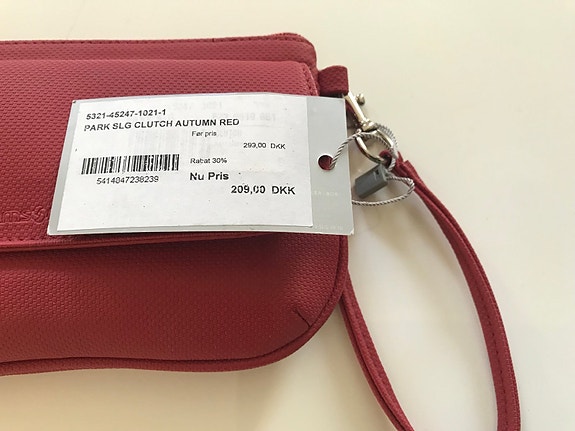 5321-45247-1021-1
PARK SLG CLUTCH AUTUMN RED
Før pris
299,00 DKK
Rabat 30%
5414847238239
Nu Pris
209,00 DKK